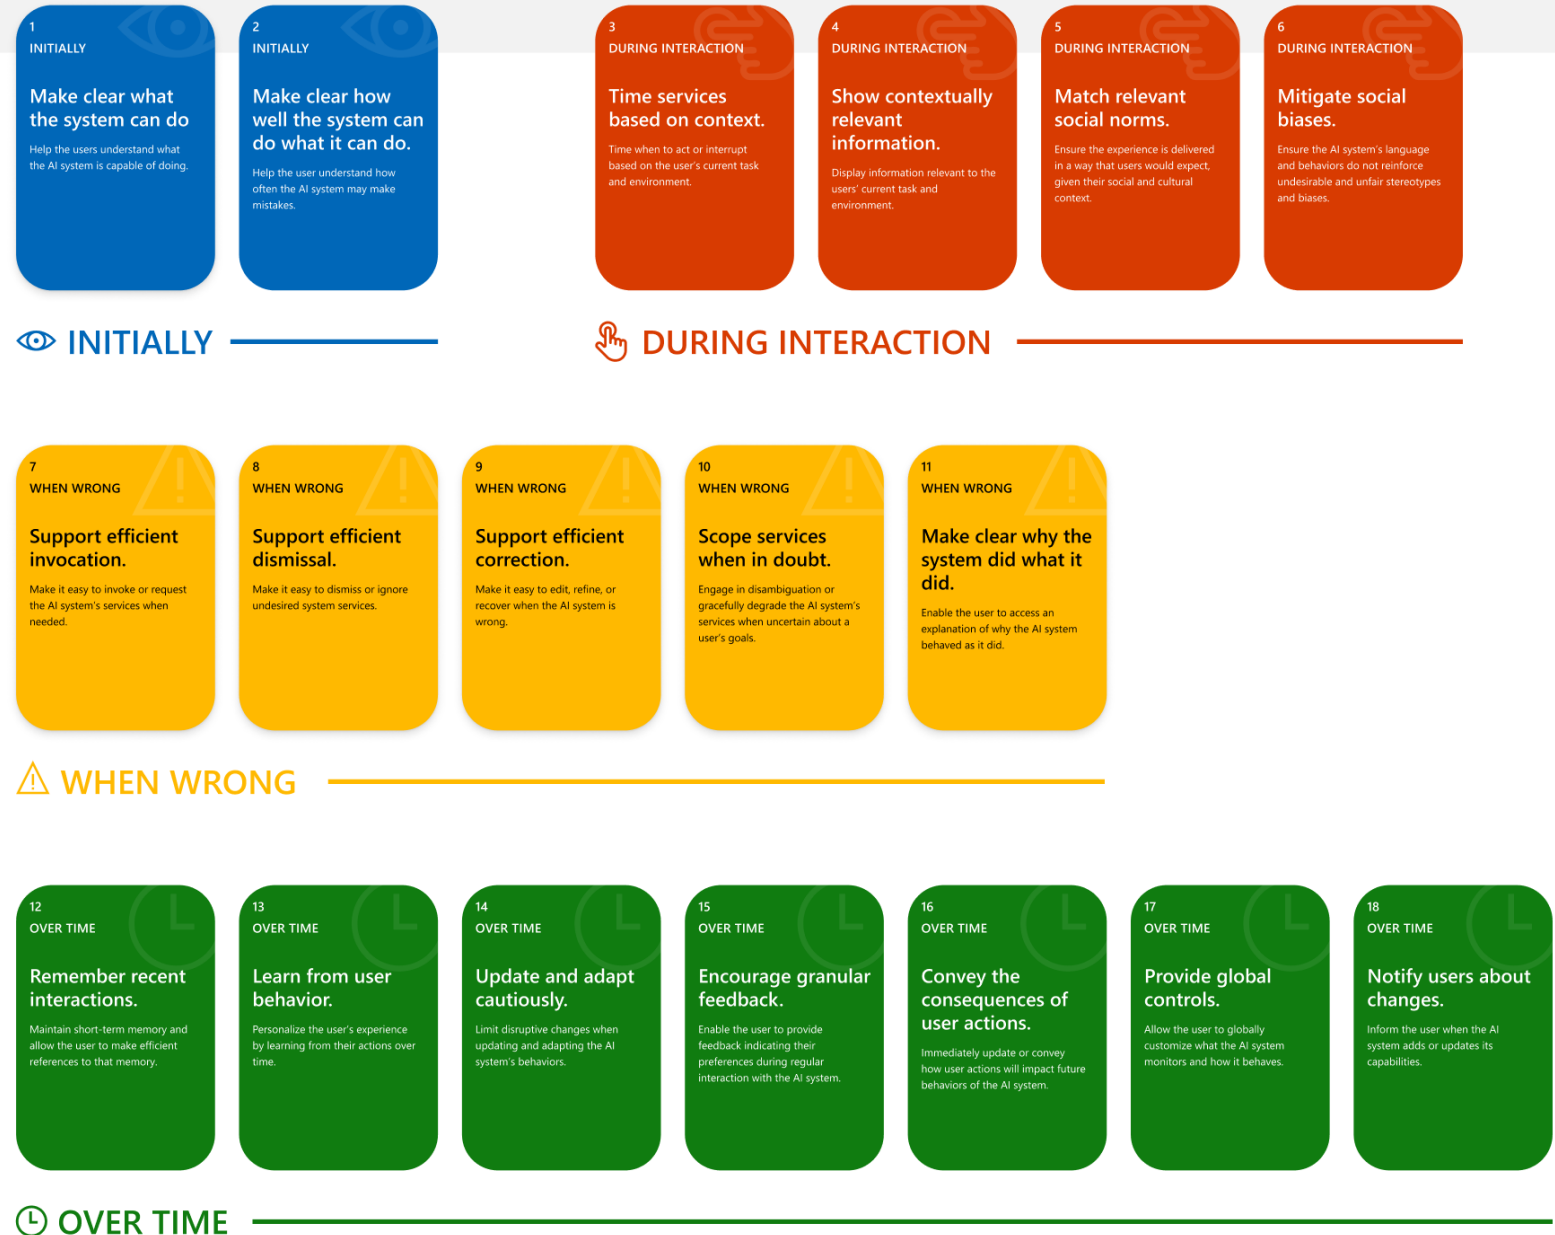 1
INITIALLY
Make clear what
the system can do
Help the users understand what
the AI system is capable of doing.
2
INITIALLY
Make clear how
well the system can
do what it can do.
Help the user understand how
often the AI system may make
mistakes.
3
DURING INTERACTION
Time services
based on context.
Time when to act or interrupt
based on the user's current task
and environment.
4
DURING INTERACTION
Show contextually
relevant
information.
Display information relevant to the
users' current task and
environment.
5
DURING INTERACTION
Match relevant
social norms.
Ensure the experience is delivered
in a way that users would expect,
given their social and cultural
context.
6
DURING INTERACTION
Mitigate social
biases.
Ensure the AI system's language
and behaviors do not reinforce
undesirable and unfair stereotypes
and biases.
INITIALLY
DURING INTERACTION
7
WHEN WRONG
Support efficient
invocation.
Make it easy to invoke or request
the AI system's services when
needed.
8
WHEN WRONG
Support efficient
dismissal.
Make it easy to dismiss or ignore
undesired system services.
9
WHEN WRONG
Support efficient
correction.
Make it easy to edit, refine, or
recover when the AI system is
wrong.
10
WHEN WRONG
Scope services
when in doubt.
Engage in disambiguation or
gracefully degrade the AI system's
services when uncertain about a
user's goals.
11
WHEN WRONG
Make clear why the
system did what it
did.
Enable the user to access an
explanation of why the AI system
behaved as it did.
WHEN WRONG
12
OVER TIME
Remember recent
interactions.
Maintain short-term memory and
allow the user to make efficient
references to that memory.
13
OVER TIME
Learn from user
behavior.
Personalize the user's experience
by learning from their actions over
time.
14
OVER TIME
Update and adapt
cautiously.
Limit disruptive changes when
updating and adapting the AI
system's behaviors.
15
OVER TIME
Encourage granular
feedback.
Enable the user to provide
feedback indicating their
preferences during regular
interaction with the AI system.
16
OVER TIME
Convey the
consequences of
user actions.
Immediately update or convey
how user actions will impact future
behaviors of the AI system.
17
OVER TIME
Provide global
controls.
Allow the user to globally
customize what the AI system
monitors and how it behaves.
18
OVER TIME
Notify users about
changes.
Inform the user when the AI
system adds or updates its
capabilities.
OVER TIME